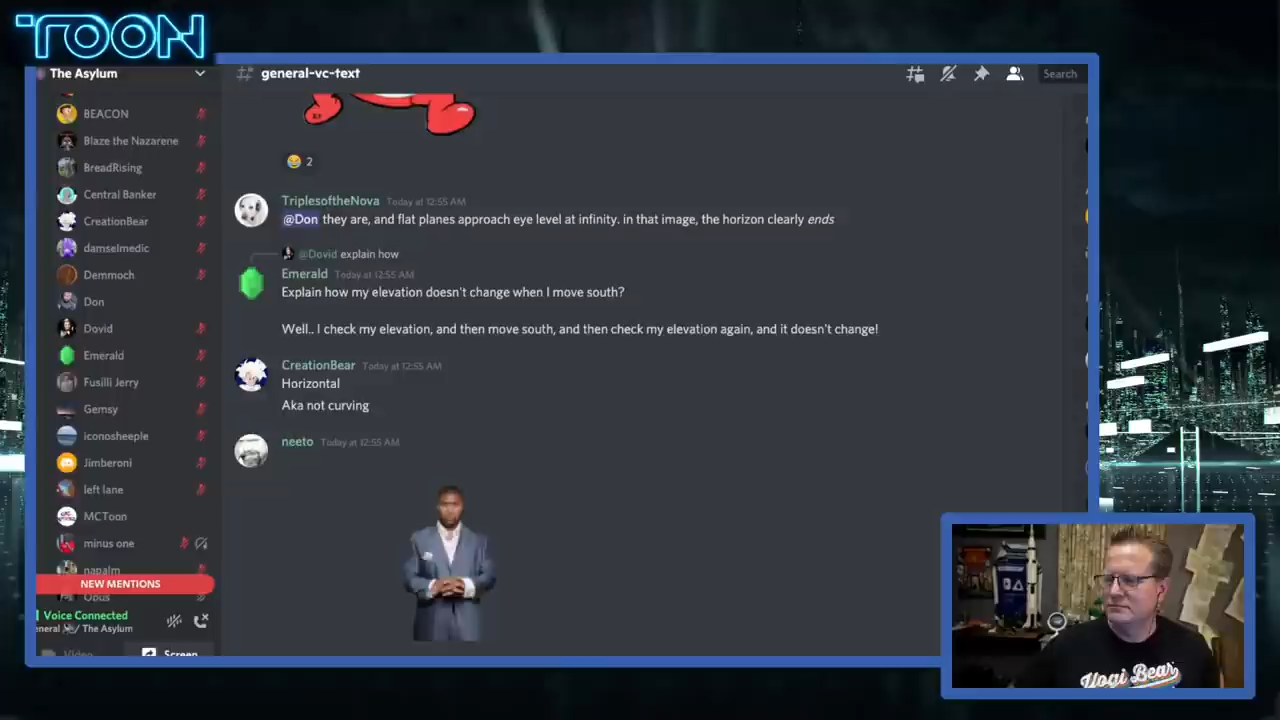 TOON
The Asylum
general-vc-text
Search
BEACON
Blaze the Nazarene
BreadRising
Central Banker
CreationBear
damselmedic
Demmoch
Don
Dovid
Emerald
Fusilli Jerry
Gemsy
iconosheeple
Jimberoni
left lane
MCToon
minus one
napalm
NEW MENTIONS
Opus
Voice Connected
eneral / The Asylum
Video
Screen
2
TriplesoftheNova Today at 12:55 AM
@Don they are, and flat planes approach eye level at infinity. in that image, the horizon clearly ends
@Dovid explain how
Emerald Today at 12:55 AM
Explain how my elevation doesn't change when I move south?
Well.. I check my elevation, and then move south, and then check my elevation again, and it doesn't change!
CreationBear Today at 12:55 AM
Horizontal
Aka not curving
neeto Today at 12:55 AM
Yogi Bear